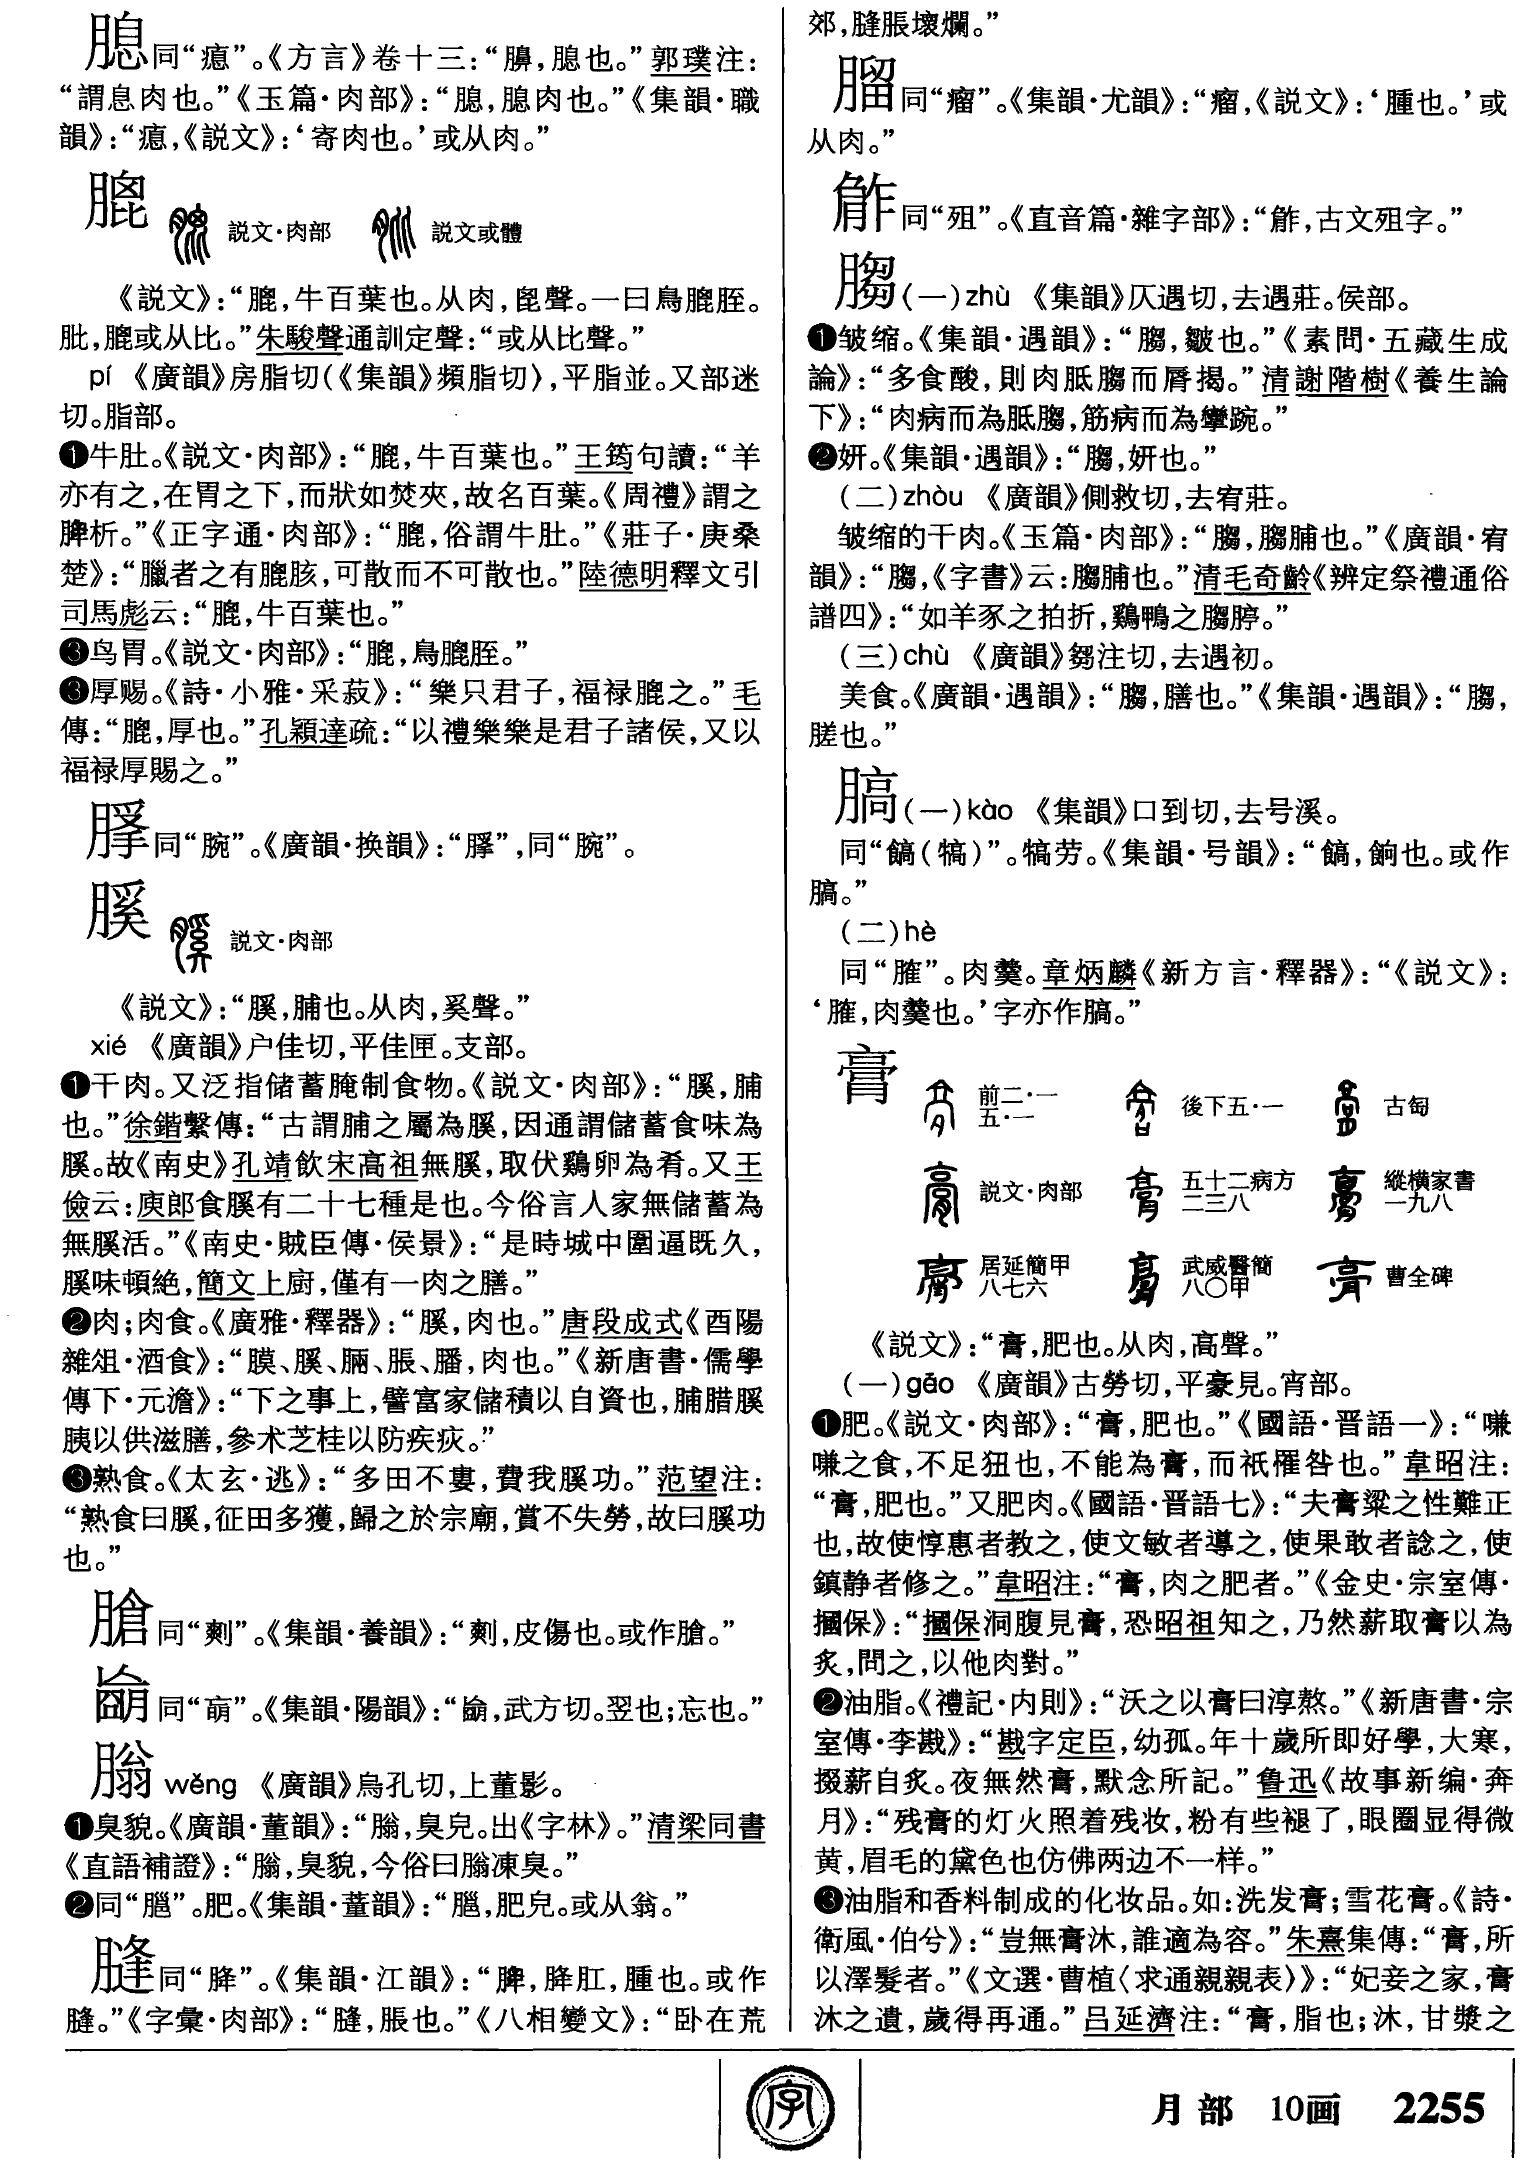 膄同“瘜”。《方言》卷十三：“膞，膄也。”郭璞注：
“謂息肉也。”《玉篇·肉部》：“膄，膄肉也。”《集韻·職
韻》：“瘜，《説文》：‘寄肉也。’或从肉。”
膍 説文·肉部 説文或體
《説文》：“膍，牛百葉也。从肉，㲋聲。一曰鳥膍胵。
肶，膍或从比。”朱駿聲通訓定聲：“或从比聲。”
pí 《廣韻》房脂切（《集韻》頻脂切），平脂並。又部迷
切。脂部。
❶牛肚。《説文·肉部》：“膍，牛百葉也。”王筠句讀：“羊
亦有之，在胃之下，而狀如焚夾，故名百葉。《周禮》謂之
脾析。”《正字通·肉部》：“膍，俗謂牛肚。”《莊子·庚桑
楚》：“臘者之有膍胲，可散而不可散也。”陸德明釋文引
司馬彪云：“膍，牛百葉也。”
❸鸟胃。《説文·肉部》：“膍，鳥膍胵。”
❸厚赐。《詩·小雅·采菽》：“樂只君子，福禄膍之。”毛
傳：“膍，厚也。”孔穎達疏：“以禮樂樂是君子諸侯，又以
福禄厚賜之。”
同“腕”。《廣韻·换韻》：“”，同“腕”。
膎 説文·肉部
《説文》：“膎，脯也。从肉，奚聲。”
xié 《廣韻》户佳切，平佳匣。支部。
❶干肉。又泛指储蓄腌制食物。《説文·肉部》：“膎，脯
也。”徐鍇繫傳：“古謂脯之屬為膎，因通謂儲蓄食味為
膎。故《南史》孔靖飲宋高祖無膎，取伏鷄卵為肴。又王
儉云：庾郎食膎有二十七種是也。今俗言人家無儲蓄為
無膎活。”《南史·賊臣傳·侯景》：“是時城中圍逼既久，
膎味頓絶，簡文上厨，僅有一肉之膳。”
❷肉；肉食。《廣雅·釋器》：“膎，肉也。”唐段成式《酉陽
雜俎·酒食》：“膜、膎、脼、脹、膰，肉也。”《新唐書·儒學
傳下·元澹》：“下之事上，譬富家儲積以自資也，脯腊膎
胰以供滋膳，參术芝桂以防疾疢。”
❸熟食。《太玄·逃》：“多田不婁，費我膎功。”范望注：
“熟食曰膎，征田多獲，歸之於宗廟，賞不失勞，故曰膎功
也。”
同“㓾”。《集韻·養韻》：“，皮傷也。或作。”
同“萌”。《集韻·陽韻》：“，武方切。翌也；忘也。”
䐥 wěng 《廣韻》烏孔切，上董影。
❶臭貌。《廣韻·董韻》：“䐥，臭皃。出《字林》。”清梁同書
《直語補證》：“䐥，臭貌，今俗曰䐥凍臭。”
❷同“臃”。肥。《集韻·董韻》：“，肥皃。或从翁。”
膖同“胮”。《集韻·江韻》：“脾，胮肛，腫也。或作
膖。”《字彙·肉部》：“膖，脹也。”《八相變文》：“卧在荒
郊，膖脹壞爛。”
同“瘤”。《集韻·尤韻》：“瘤，《説文》：‘腫也。’或
从肉。”
同“殂”。《直音篇·雜字部》：“，古文殂字。”
䐢（一）zhù 《集韻》仄遇切，去遇莊。侯部。
❶皱缩。《集韻·遇韻》：“䐢，皺也。”《素問·五藏生成
論》：“多食酸，則肉胝䐢而脣揭。”清謝階樹《養生論
下》：“肉病而為胝䐢，筋病而為攣踠。”
❷妍。《集韻·遇韻》：“䐢，妍也。”
（二）zhòu 《廣韻》側救切，去宥莊。
皱缩的干肉。《玉篇·肉部》：“䐢，䐢脯也。”《廣韻·宥
韻》：“䐢，《字書》云：䐢脯也。”清毛奇齡《辨定祭禮通俗
譜四》：“如羊豕之拍折，鷄鴨之䐢脝。”
（三）chù 《廣韻》芻注切，去遇初。
美食。《廣韻·遇韻》：“䐢，膳也。”《集韻·遇韻》：“䐢，
䐤也。”
膏（一）kào 《集韻》口到切，去号溪。
同“䭌（犒）”。犒劳。《集韻·号韻》：“䭌，餉也。或作
䐧。”
（二）hè
同“臛”。肉羹。章炳麟《新方言·釋器》：“《説文》：
‘臛，肉羹也。’字亦作䐧。”
膏 前二·一五·一 後下五·一 古匋
説文·肉部 五十二病方二三八 縱横家書一九八
居延簡甲八七六 武威醫簡八〇甲 曹全碑
《説文》：“膏，肥也。从肉，高聲。”
（一）gāo 《廣韻》古勞切，平豪見。宵部。
❶肥。《説文·肉部》：“膏，肥也。”《國語·晋語一》：“嗛
嗛之食，不足狃也，不能為膏，而祇罹咎也。”韋昭注：
“膏，肥也。”又肥肉。《國語·晋語七》：“夫膏粱之性難正
也，故使惇惠者教之，使文敏者導之，使果敢者諗之，使
鎮静者修之。”韋昭注：“膏，肉之肥者。”《金史·宗室傳·
摑保》：“摑保洞腹見膏，恐昭祖知之，乃然薪取膏以為
炙，問之，以他肉對。”
❷油脂。《禮記·内則》：“沃之以膏曰淳熬。”《新唐書·宗
室傳·李戡》：“戡字定臣，幼孤。年十歲所即好學，大寒，
掇薪自炙。夜無然膏，默念所記。”鲁迅《故事新编·奔
月》：“残膏的灯火照着残妆，粉有些褪了，眼圈显得微
黄，眉毛的黛色也仿佛两边不一样。”
❸油脂和香料制成的化妆品。如：洗发膏；雪花膏。《詩·
衛風·伯兮》：“豈無膏沐，誰適為容。”朱熹集傳：“膏，所
以澤髮者。”《文選·曹植〈求通親親表〉》：“妃妾之家，膏
沐之遺，歲得再通。”吕延濟注：“膏，脂也；沐，甘漿之
字
月部 10画 2255